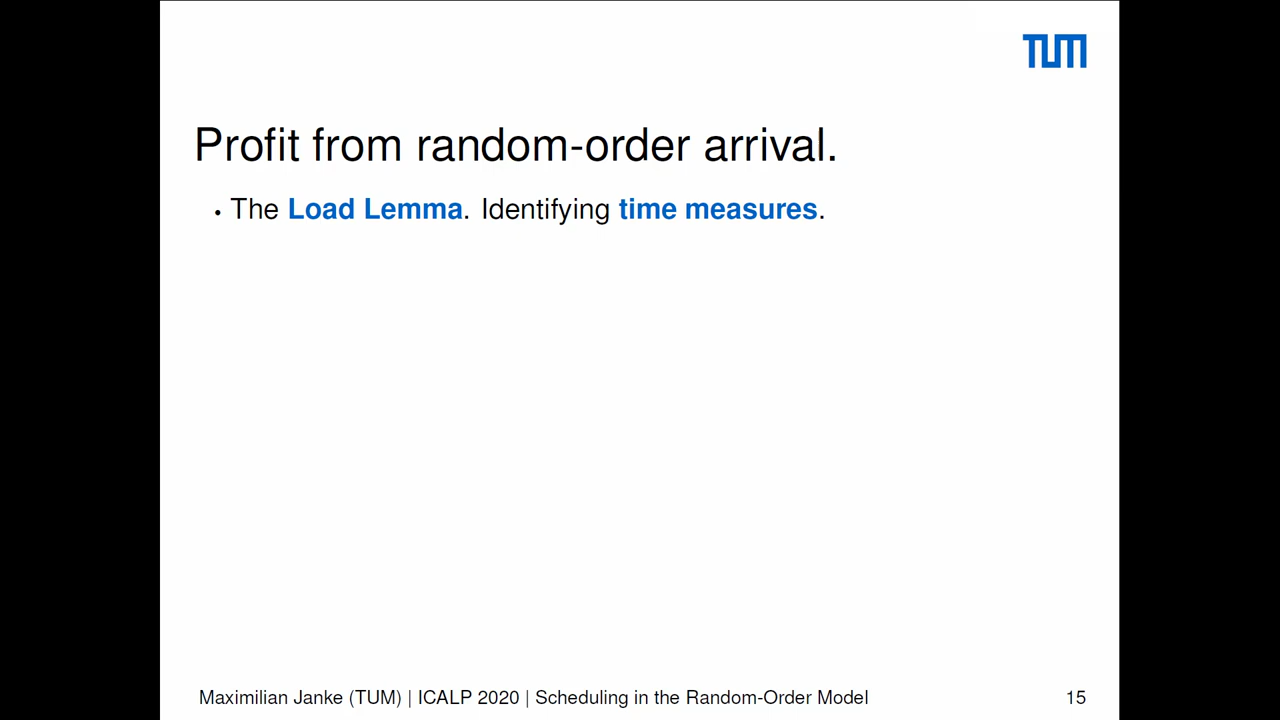 TUM
Profit from random-order arrival.
• The Load Lemma. Identifying time measures.
Maximilian Janke (TUM) | ICALP 2020 | Scheduling in the Random-Order Model 15